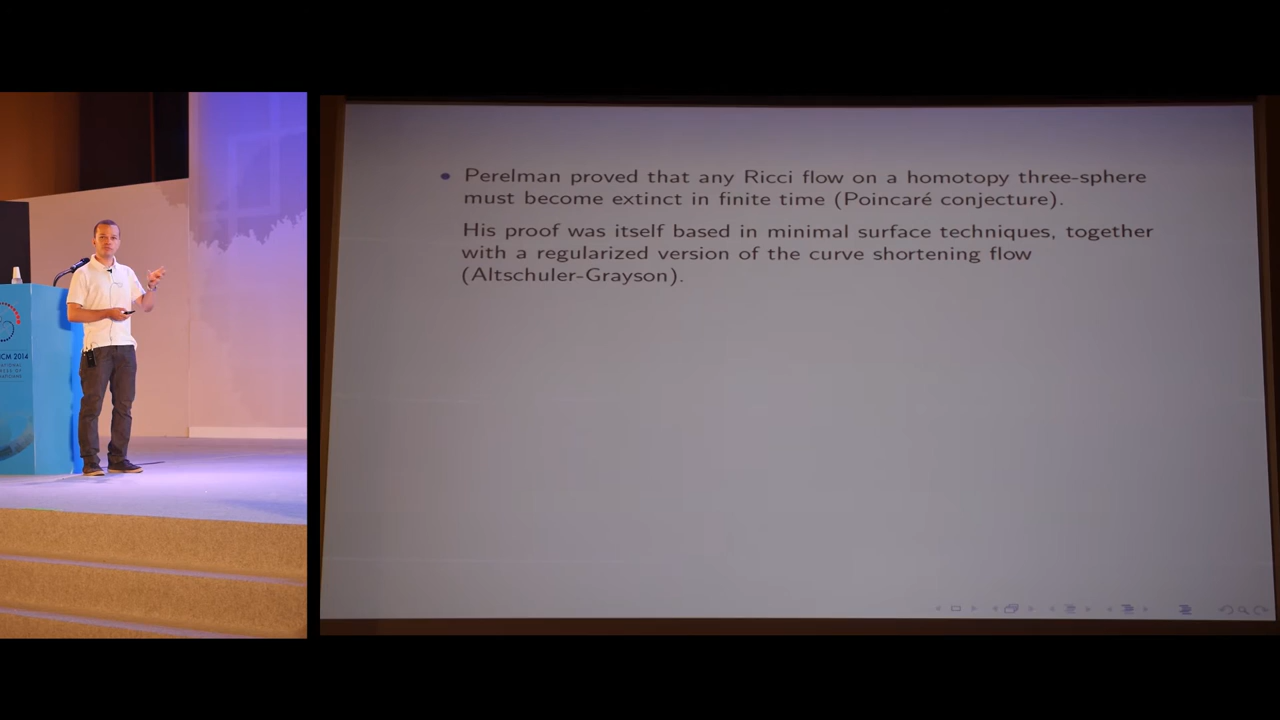 Perelman proved that any Ricci flow on a homotopy three-sphere
must become extinct in finite time (Poincaré conjecture).
His proof was itself based in minimal surface techniques, together
with a regularized version of the curve shortening flow
(Altschuler-Grayson).
ICM 2014